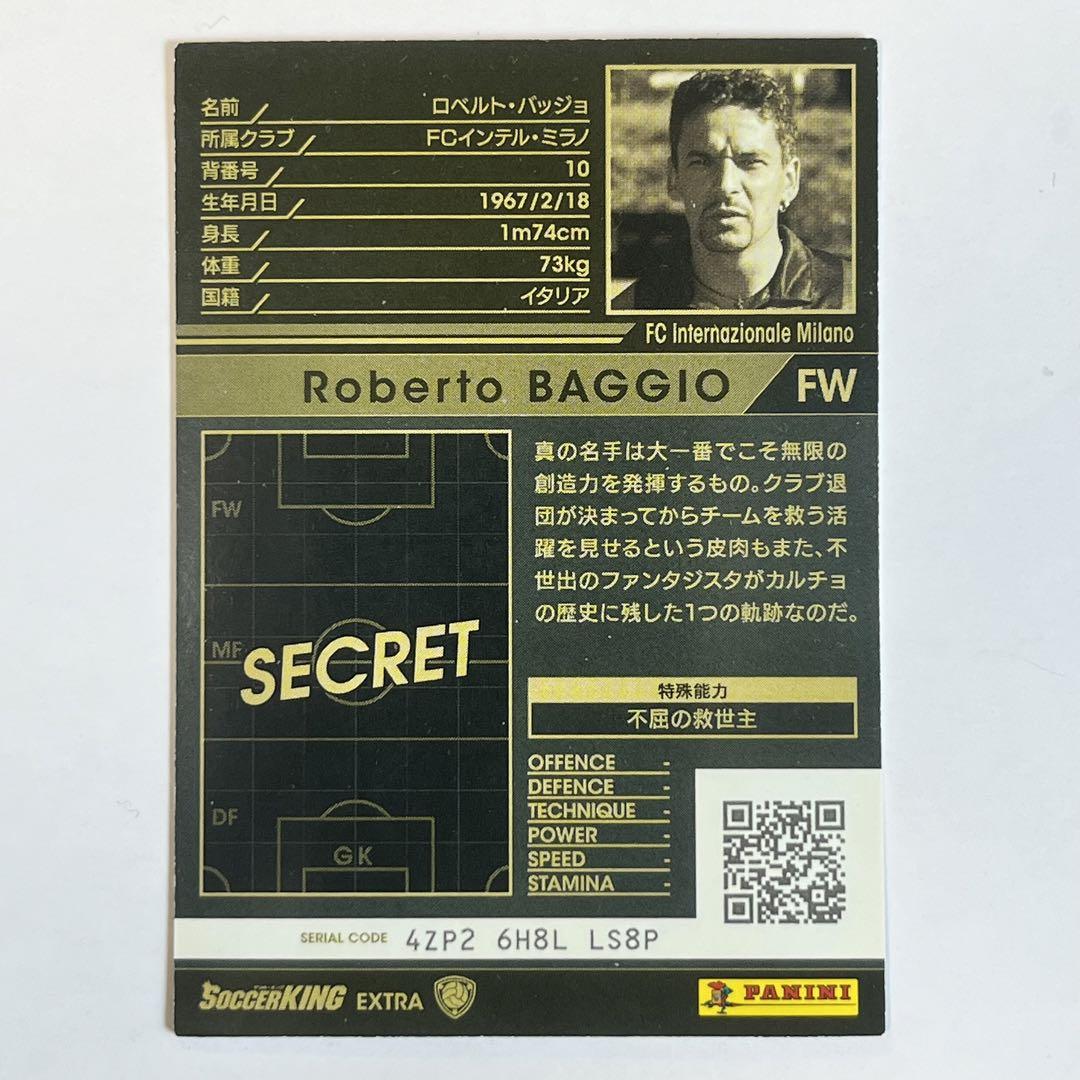 名前 ロベルト・バッジョ
所属クラブ FCインテル・ミラノ
背番号 10
生年月日 1967/2/18
身長 1m74cm
体重 73kg
国籍 イタリア
FC Internazionale Milano
Roberto BAGGIO FW
真の名手は大一番でこそ無限の
創造力を発揮するもの。クラブ退
団が決まってからチームを救う活
躍を見せるという皮肉もまた、不
世出のファンタジスタがカルチョ
の歴史に残した1つの軌跡なのだ。
FW
MF
SECRET
DF
GK
特殊能力
不屈の救世主
OFFENCE -
DEFENCE -
TECHNIQUE -
POWER -
SPEED -
STAMINA -
SERIAL CODE 4ZP2 6H8L LS8P
SOCCERKING EXTRA
PANINI